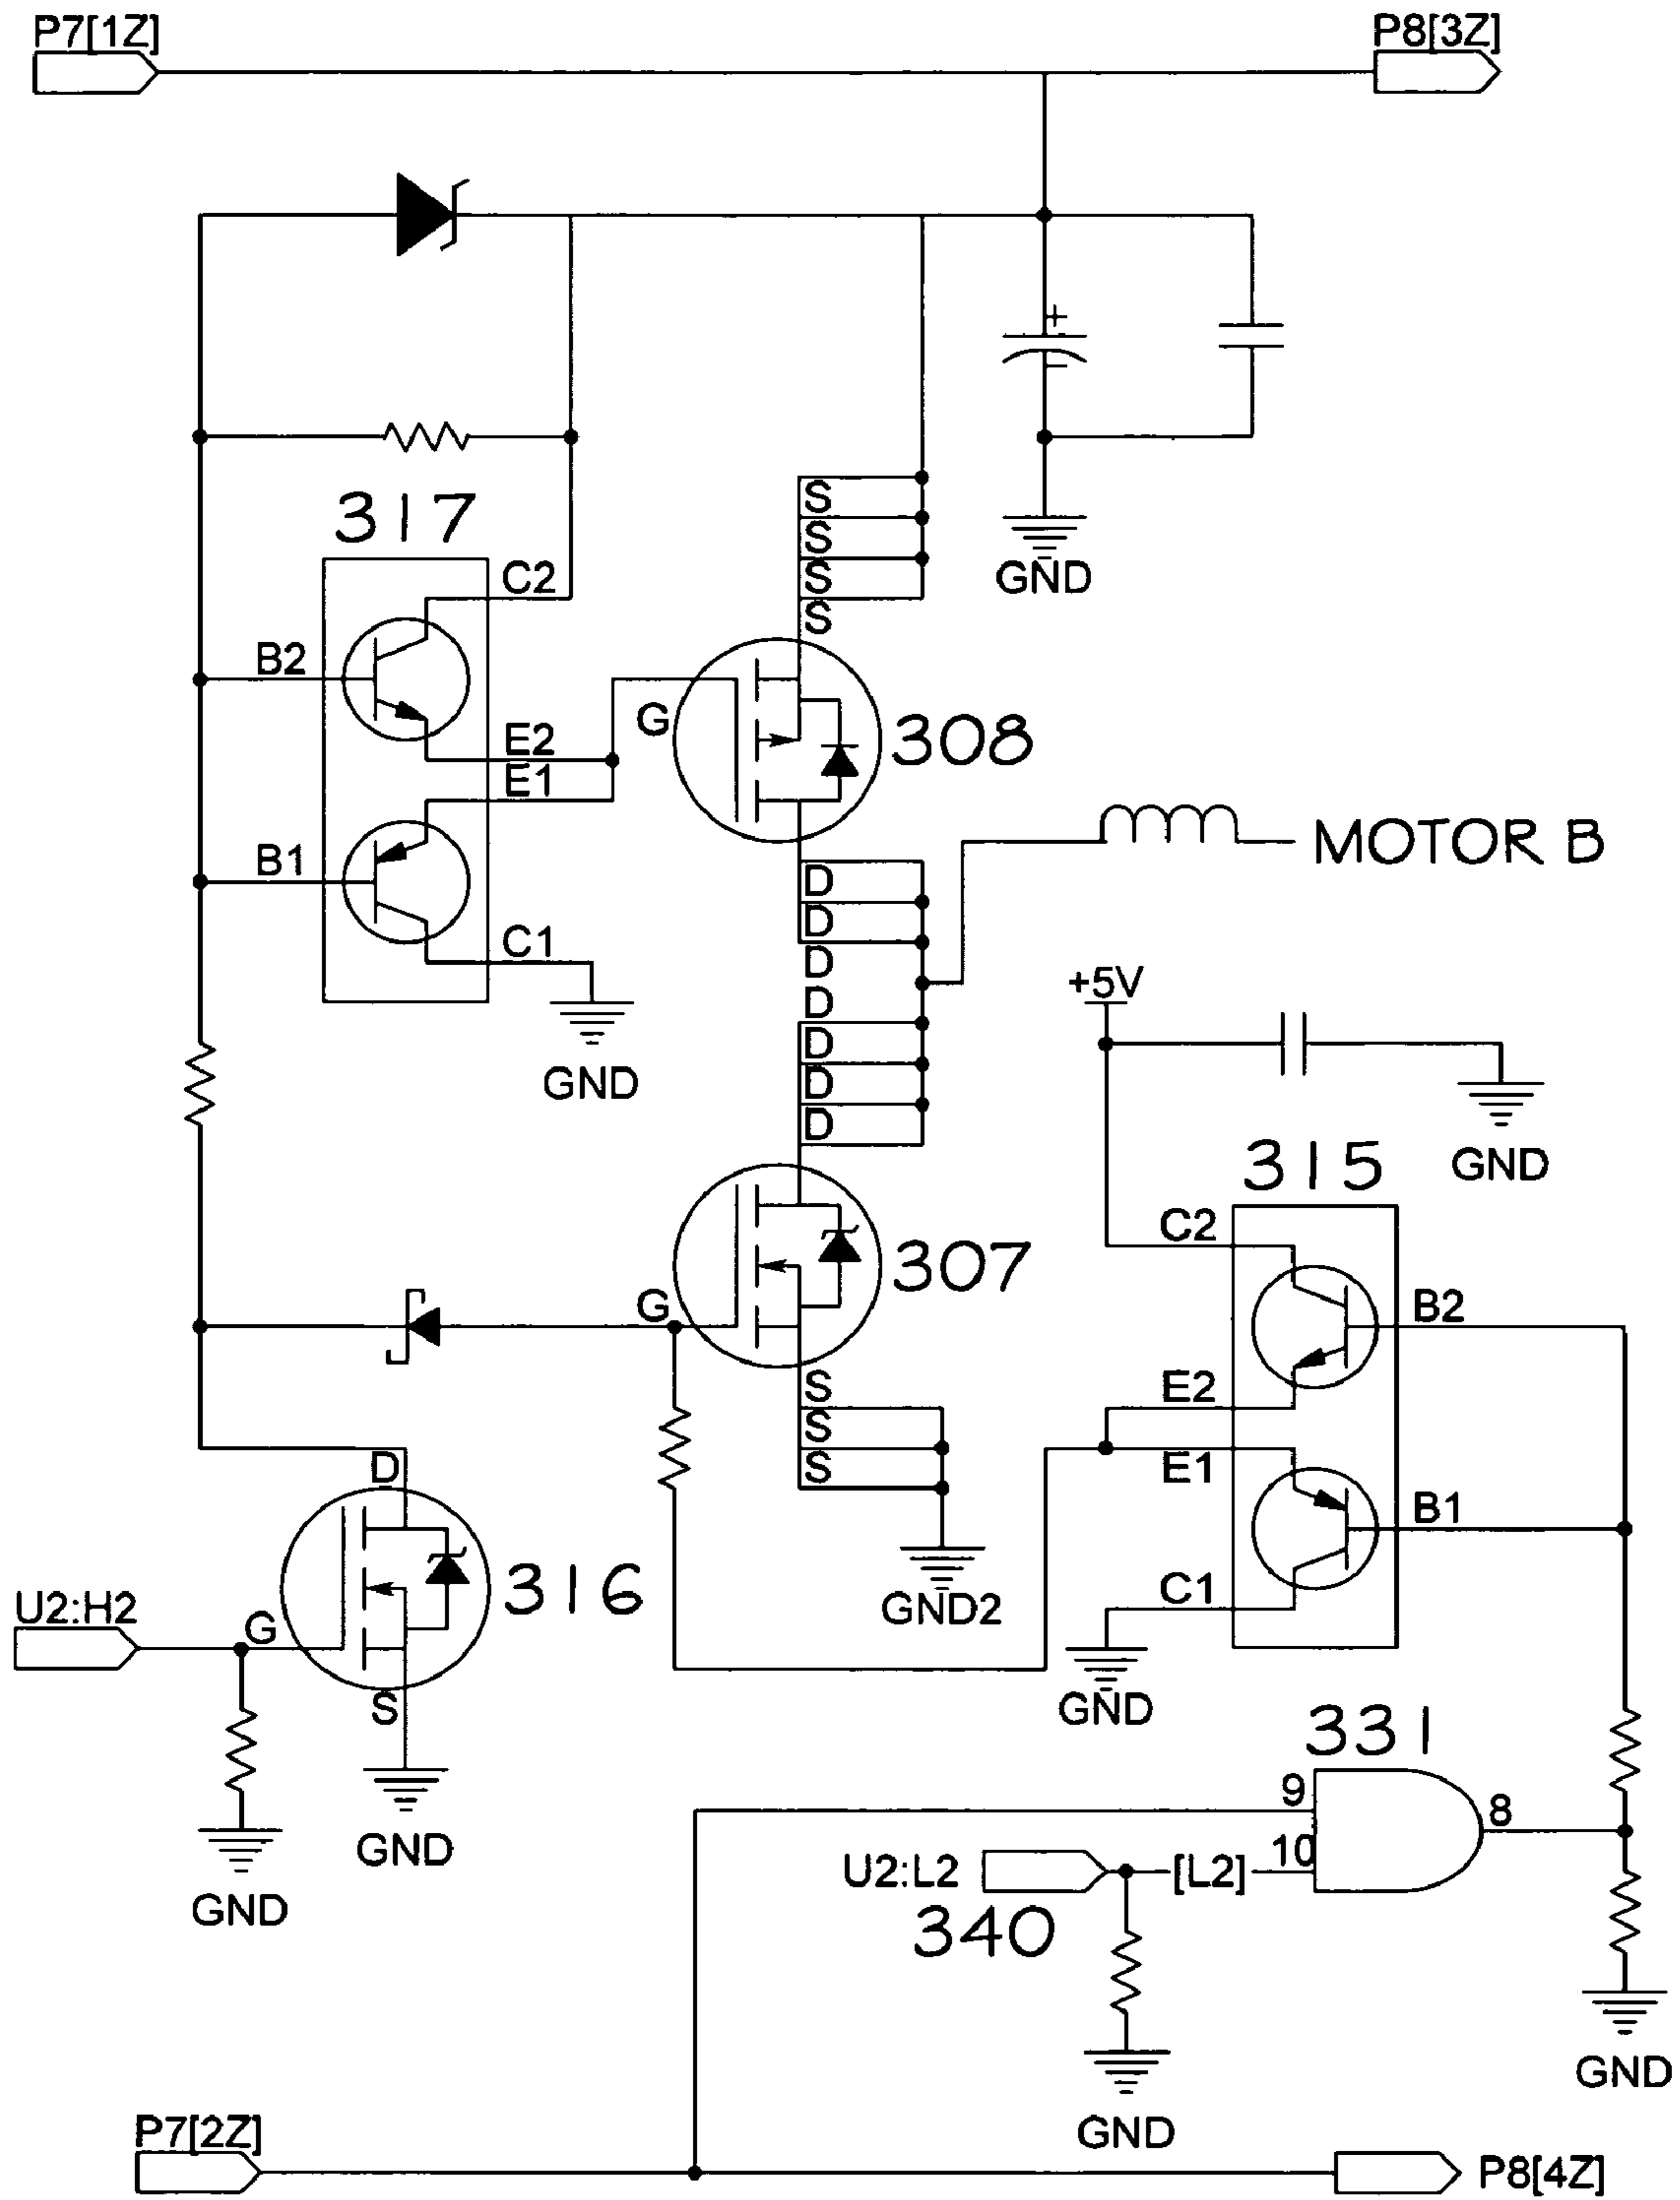 P7[1Z]
P8[3Z]
+
-
317
S
S
S
S
GND
C2
B2
G
308
E2
E1
MOTOR B
B1
D
D
C1
D
+5V
D
D
GND
D
D
315
GND
C2
307
G
B2
S
E2
S
D
S
E1
B1
316
U2:H2
G
C1
GND2
S
GND
331
9
8
GND
10
U2:L2
[L2]
GND
340
GND
GND
P7[2Z]
P8[4Z]